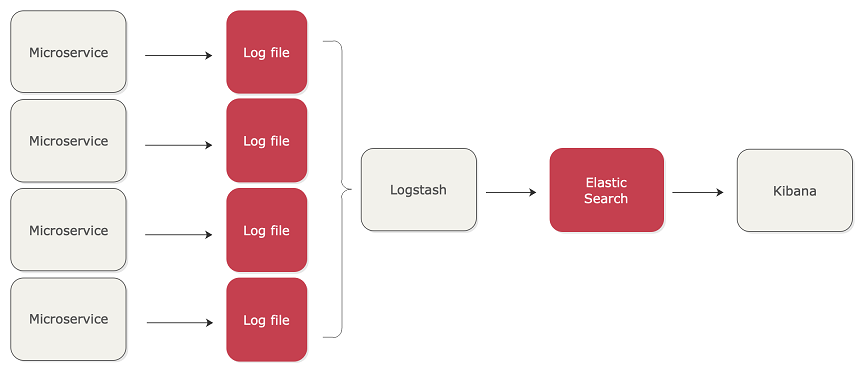 Microservice
Log file
Microservice
Log file
Microservice
Log file
Microservice
Log file
Logstash
Elastic
Search
Kibana